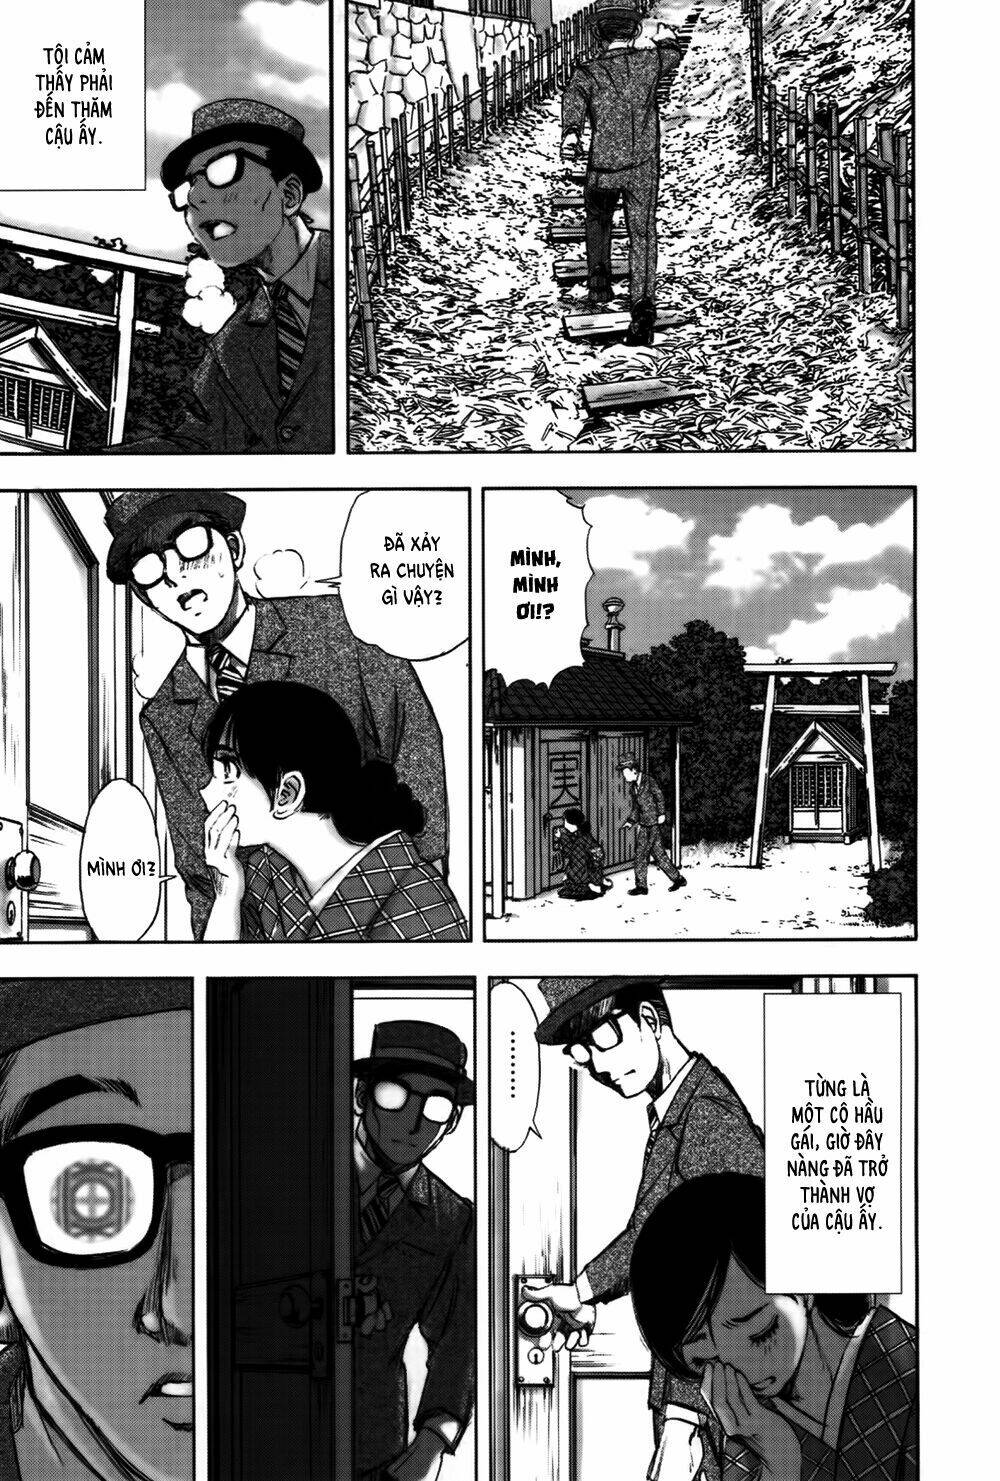 TÔI CẢM
THẤY PHẢI
ĐẾN THĂM
CẬU ẤY.
MÌNH,
MÌNH
ƠI!?
ĐÃ XẢY
RA CHUYỆN
GÌ VẬY?
MÌNH ƠI?
TỪNG LÀ
MỘT CÔ HẦU
GÁI, GIỜ ĐÂY
NÀNG ĐÃ TRỞ
THÀNH VỢ
CỦA CẬU ẤY.
........